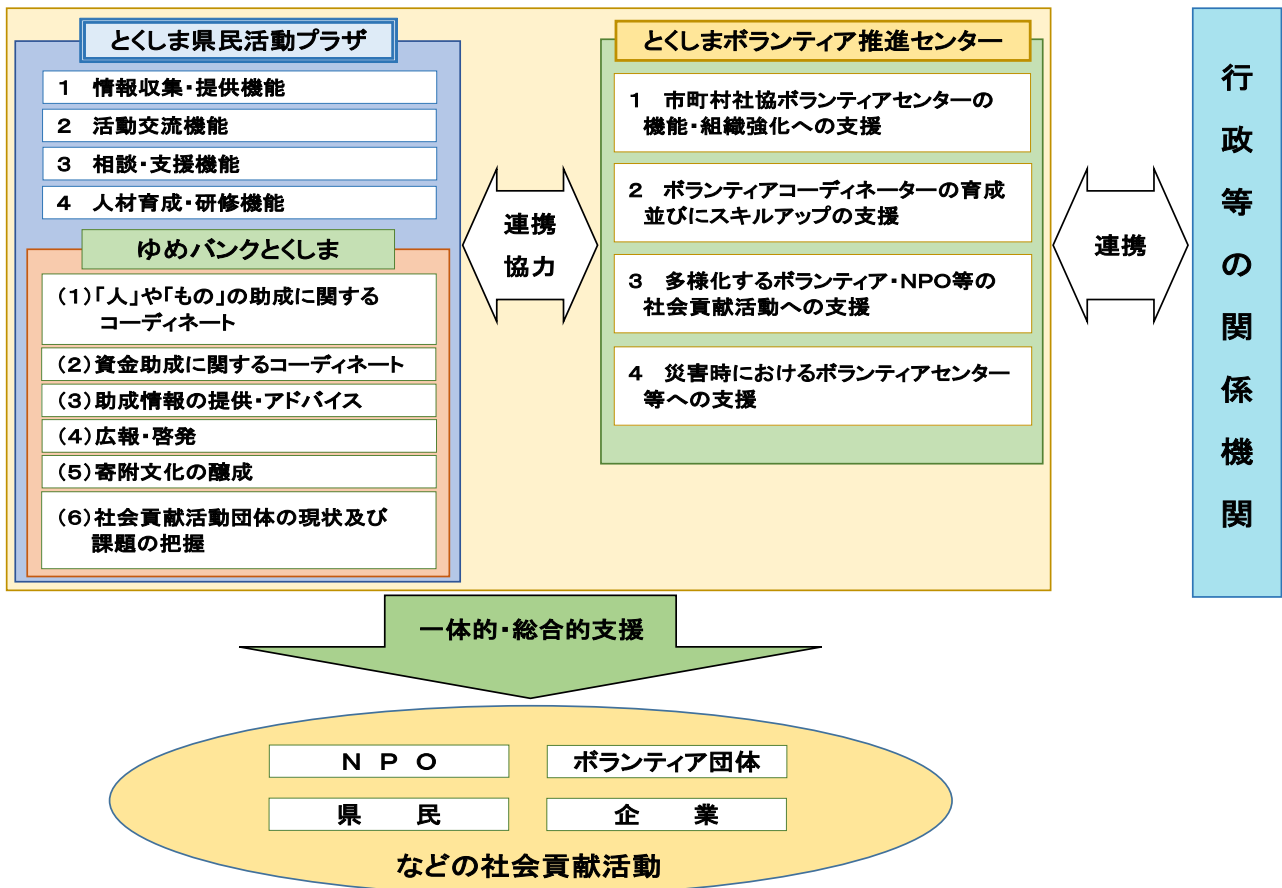 とくしま県民活動プラザ
1 情報収集・提供機能
2 活動交流機能
3 相談・支援機能
4 人材育成・研修機能
ゆめバンクとくしま
(1)「人」や「もの」の助成に関する
コーディネート
(2)資金助成に関するコーディネート
(3)助成情報の提供・アドバイス
(4)広報・啓発
(5)寄附文化の醸成
(6)社会貢献活動団体の現状及び
課題の把握
連携
協力
とくしまボランティア推進センター
1 市町村社協ボランティアセンターの
機能・組織強化への支援
2 ボランティアコーディネーターの育成
並びにスキルアップの支援
3 多様化するボランティア・NPO等の
社会貢献活動への支援
4 災害時におけるボランティアセンター
等への支援
連携
行政等の関係機関
一体的・総合的支援
NPO
ボランティア団体
県 民
企 業
などの社会貢献活動